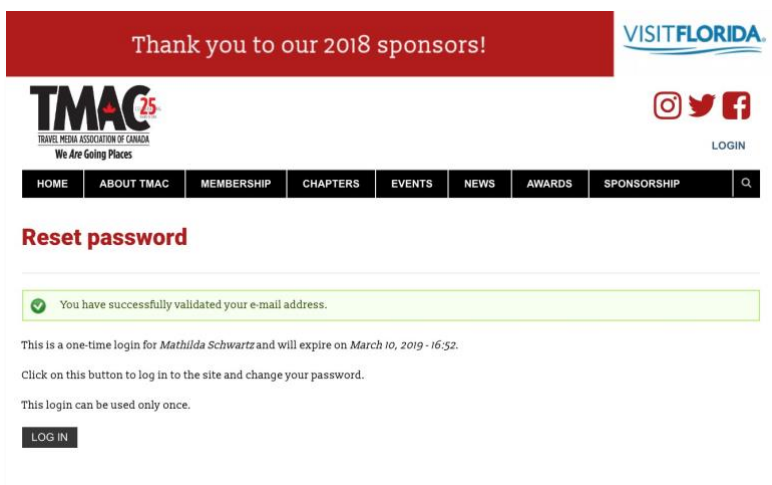 Thank you to our 2018 sponsors!
VISITFLORIDA.
TMAC 25
TRAVEL MEDIA ASSOCIATION OF CANADA
We Are Going Places
LOGIN
HOME ABOUT TMAC MEMBERSHIP CHAPTERS EVENTS NEWS AWARDS SPONSORSHIP
Reset password
You have successfully validated your e-mail address.
This is a one-time login for Mathilda Schwartz and will expire on March 10, 2019 - 16:52.
Click on this button to log in to the site and change your password.
This login can be used only once.
LOG IN